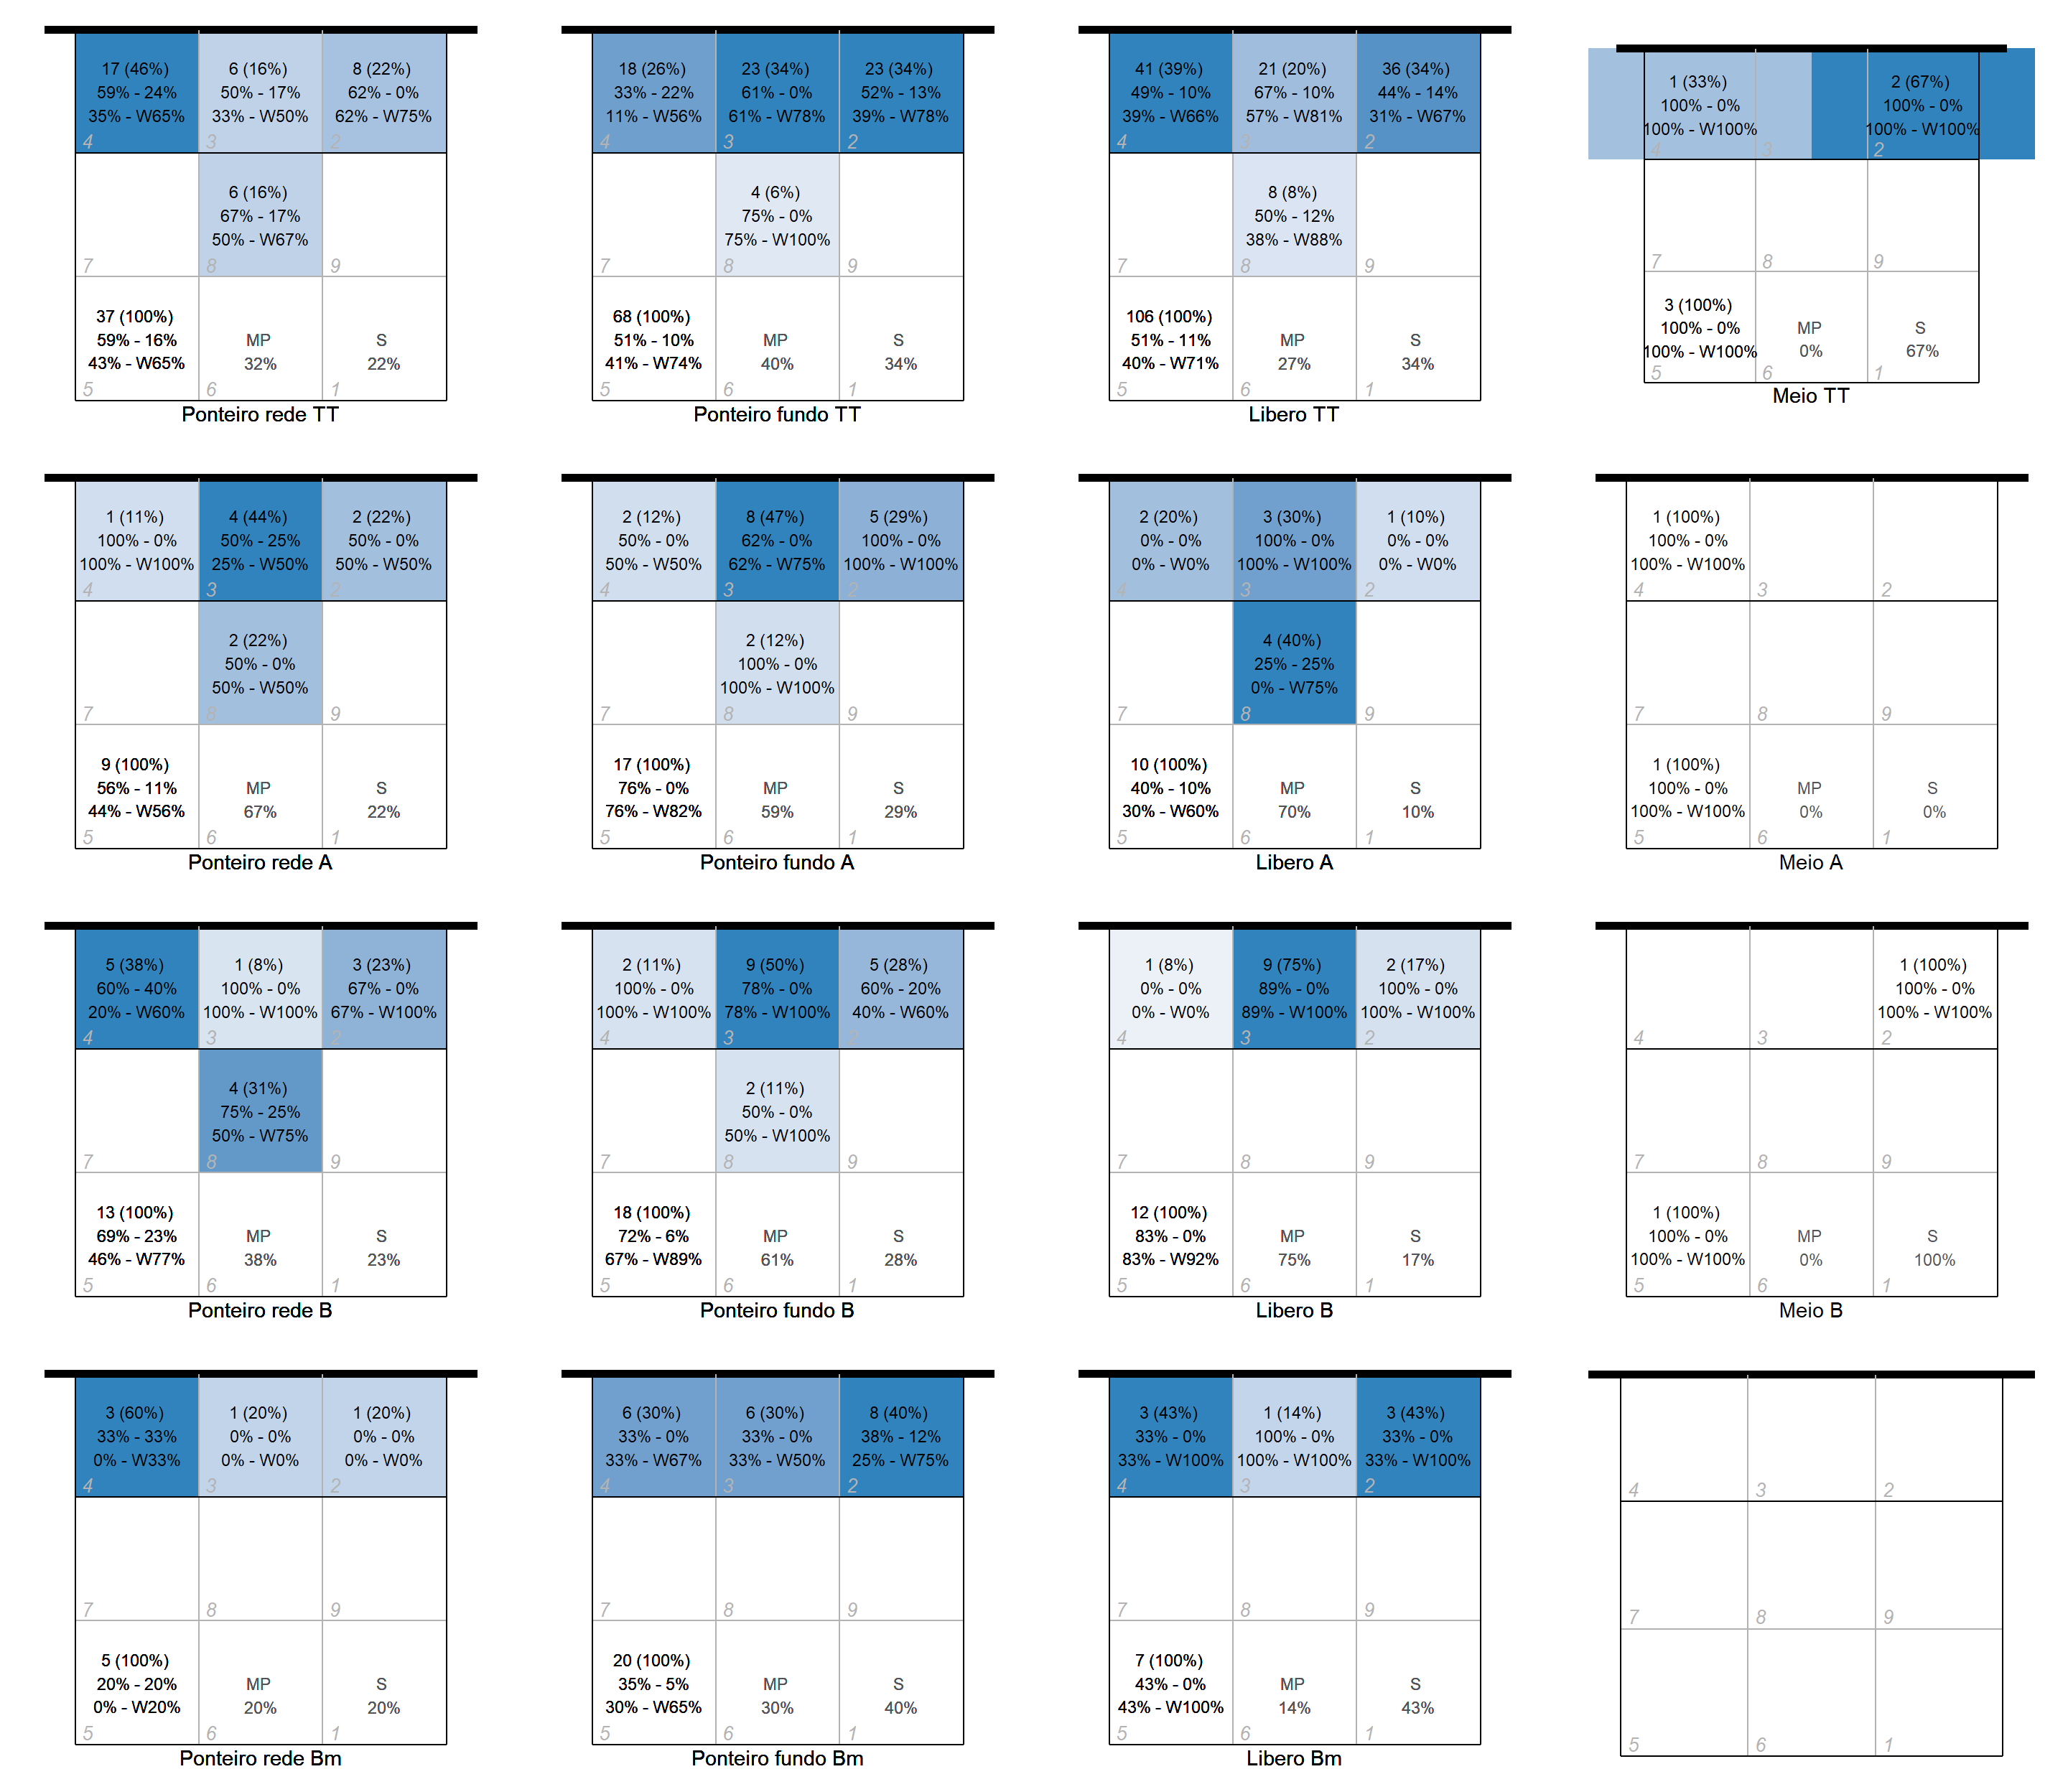 17 (46%)
59% - 24%
35% - W65%
4
6 (16%)
50% - 17%
33% - W50%
3
8 (22%)
62% - 0%
62% - W75%
2
7
6 (16%)
67% - 17%
50% - W67%
8
9
37 (100%)
59% - 16%
43% - W65%
5
MP
32%
6
S
22%
1
Ponteiro rede TT
18 (26%)
33% - 22%
11% - W56%
4
23 (34%)
61% - 0%
61% - W78%
3
23 (34%)
52% - 13%
39% - W78%
2
7
4 (6%)
75% - 0%
75% - W100%
8
9
68 (100%)
51% - 10%
41% - W74%
5
MP
40%
6
S
34%
1
Ponteiro fundo TT
41 (39%)
49% - 10%
39% - W66%
4
21 (20%)
67% - 10%
57% - W81%
3
36 (34%)
44% - 14%
31% - W67%
2
7
8 (8%)
50% - 12%
38% - W88%
8
9
106 (100%)
51% - 11%
40% - W71%
5
MP
27%
6
S
34%
1
Libero TT
1 (33%)
100% - 0%
100% - W100%
4
3
2 (67%)
100% - 0%
100% - W100%
2
7
8
9
3 (100%)
100% - 0%
100% - W100%
5
MP
0%
6
S
67%
1
Meio TT
1 (11%)
100% - 0%
100% - W100%
4
4 (44%)
50% - 25%
25% - W50%
3
2 (22%)
50% - 0%
50% - W50%
2
7
2 (22%)
50% - 0%
50% - W50%
8
9
9 (100%)
56% - 11%
44% - W56%
5
MP
67%
6
S
22%
1
Ponteiro rede A
2 (12%)
50% - 0%
50% - W50%
4
8 (47%)
62% - 0%
62% - W75%
3
5 (29%)
100% - 0%
100% - W100%
2
7
2 (12%)
100% - 0%
100% - W100%
8
9
17 (100%)
76% - 0%
76% - W82%
5
MP
59%
6
S
29%
1
Ponteiro fundo A
2 (20%)
0% - 0%
0% - W0%
4
3 (30%)
100% - 0%
100% - W100%
3
1 (10%)
0% - 0%
0% - W0%
2
7
4 (40%)
25% - 25%
0% - W75%
8
9
10 (100%)
40% - 10%
30% - W60%
5
MP
70%
6
S
10%
1
Libero A
1 (100%)
100% - 0%
100% - W100%
4
3
2
7
8
9
1 (100%)
100% - 0%
100% - W100%
5
MP
0%
6
S
0%
1
Meio A
5 (38%)
60% - 40%
20% - W60%
4
1 (8%)
100% - 0%
100% - W100%
3
3 (23%)
67% - 0%
67% - W100%
2
7
4 (31%)
75% - 25%
50% - W75%
8
9
13 (100%)
69% - 23%
46% - W77%
5
MP
38%
6
S
23%
1
Ponteiro rede B
2 (11%)
100% - 0%
100% - W100%
4
9 (50%)
78% - 0%
78% - W100%
3
5 (28%)
60% - 20%
40% - W60%
2
7
2 (11%)
50% - 0%
50% - W100%
8
9
18 (100%)
72% - 6%
67% - W89%
5
MP
61%
6
S
28%
1
Ponteiro fundo B
1 (8%)
0% - 0%
0% - W0%
4
9 (75%)
89% - 0%
89% - W100%
3
2 (17%)
100% - 0%
100% - W100%
2
7
8
9
12 (100%)
83% - 0%
83% - W92%
5
MP
75%
6
S
17%
1
Libero B
4
3
1 (100%)
100% - 0%
100% - W100%
2
7
8
9
1 (100%)
100% - 0%
100% - W100%
5
MP
0%
6
S
100%
1
Meio B
3 (60%)
33% - 33%
0% - W33%
4
1 (20%)
0% - 0%
0% - W0%
3
1 (20%)
0% - 0%
0% - W0%
2
7
8
9
5 (100%)
20% - 20%
0% - W20%
5
MP
20%
6
S
20%
1
Ponteiro rede Bm
6 (30%)
33% - 0%
33% - W67%
4
6 (30%)
33% - 0%
33% - W50%
3
8 (40%)
38% - 12%
25% - W75%
2
7
8
9
20 (100%)
35% - 5%
30% - W65%
5
MP
30%
6
S
40%
1
Ponteiro fundo Bm
3 (43%)
33% - 0%
33% - W100%
4
1 (14%)
100% - 0%
100% - W100%
3
3 (43%)
33% - 0%
33% - W100%
2
7
8
9
7 (100%)
43% - 0%
43% - W100%
5
MP
14%
6
S
43%
1
Libero Bm
4
3
2
7
8
9
5
6
1